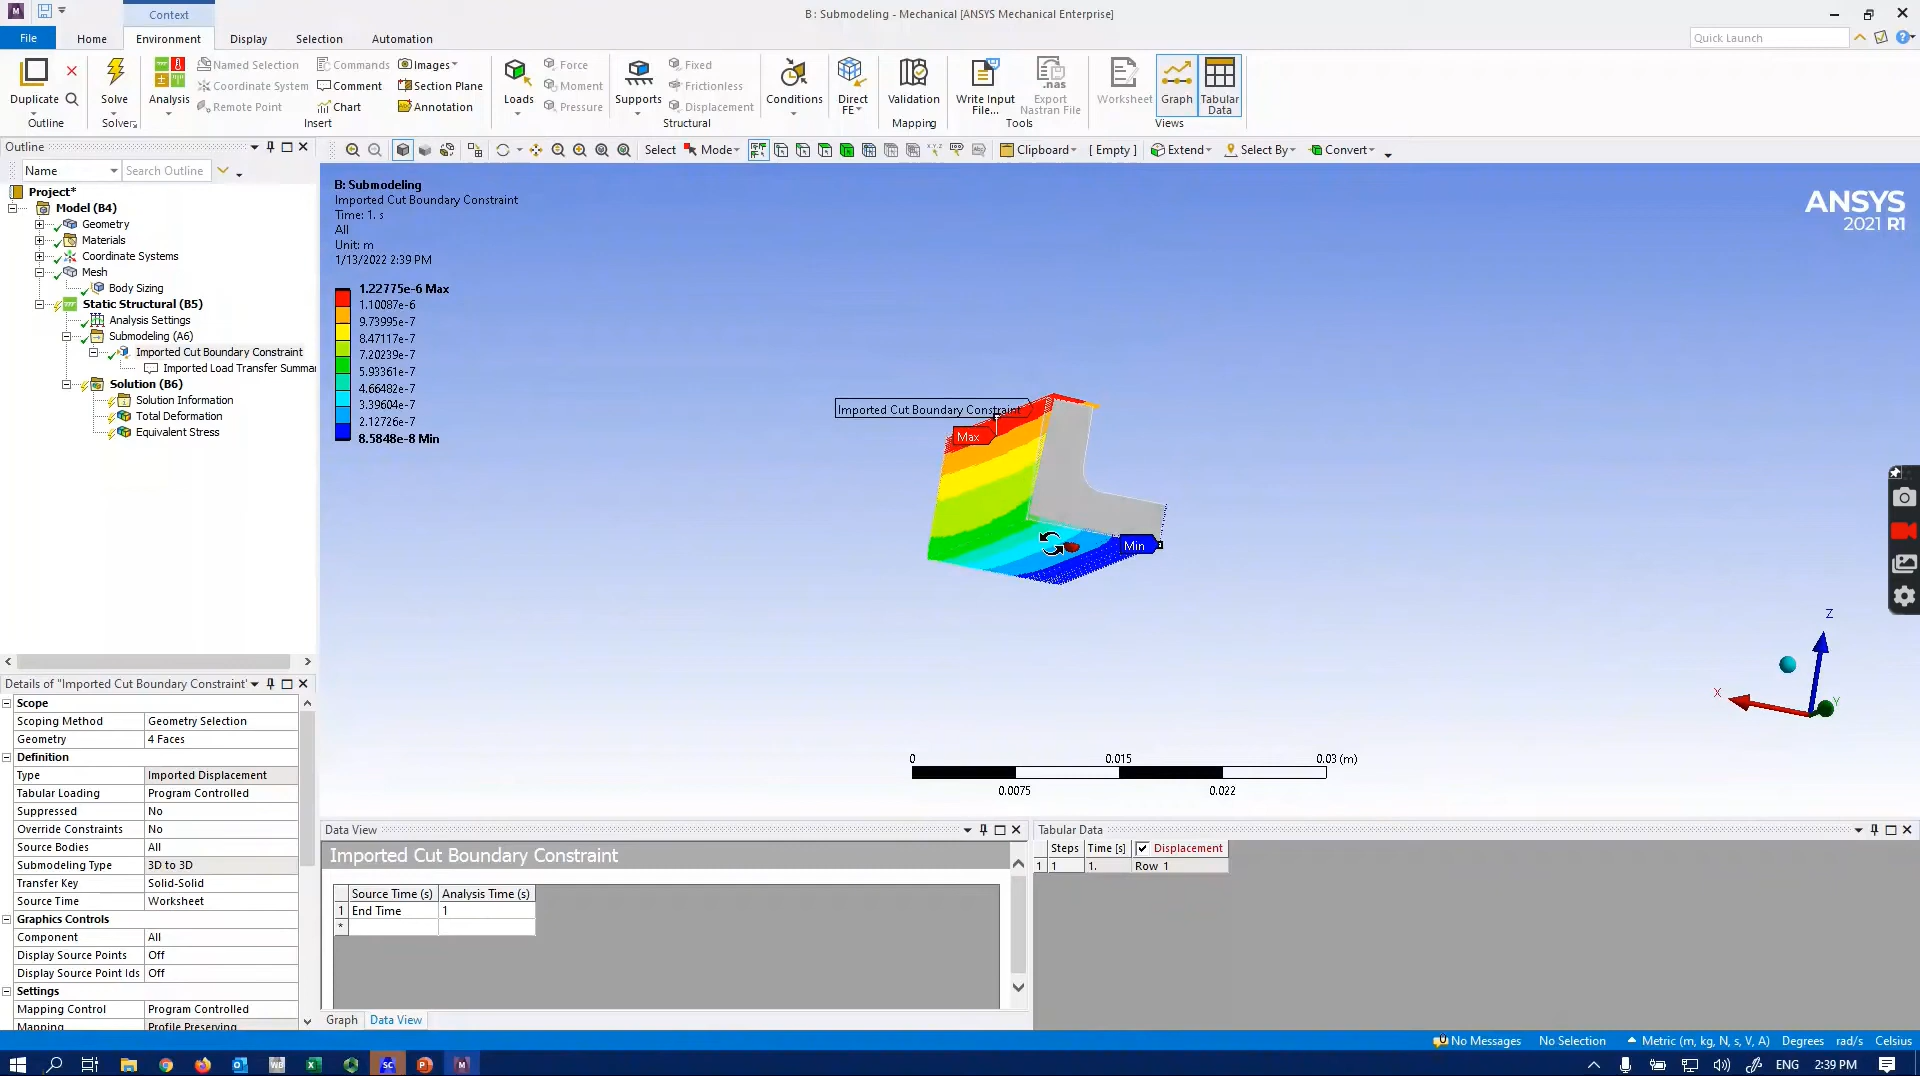 Context
B : Submodeling - Mechanical [ANSYS Mechanical Enterprise]
File
Home
Environment
Display
Selection
Automation
Quick Launch
Duplicate
Outline
Solve
Solver
Analysis
Named Selection
Coordinate System
Remote Point
Commands
Comment
Chart
Images
Section Plane
Annotation
Insert
Loads
Force
Moment
Pressure
Supports
Fixed
Frictionless
Displacement
Structural
Conditions
Direct
FE
Validation
Mapping
Write Input
File...
Export
Nastran File
Tools
Worksheet
Graph
Tabular
Data
Views
Outline
Name
Search Outline
Select
Mode
Clipboard
[ Empty ]
Extend
Select By
Convert
Project*
Model (B4)
Geometry
Materials
Coordinate Systems
Mesh
Body Sizing
Static Structural (B5)
Analysis Settings
Submodeling (A6)
Imported Cut Boundary Constraint
Imported Load Transfer Summa
Solution (B6)
Solution Information
Total Deformation
Equivalent Stress
B: Submodeling
Imported Cut Boundary Constraint
Time: 1. s
All
Unit: m
1/13/2022 2:39 PM
1.22775e-6 Max
1.10087e-6
9.73995e-7
8.47117e-7
7.20239e-7
5.93361e-7
4.66482e-7
3.39604e-7
2.12726e-7
8.5848e-8 Min
ANSYS
2021 R1
Imported Cut Boundary Constraint
Max
Min
Z
X
Y
0
0.015
0.03 (m)
0.0075
0.022
Details of "Imported Cut Boundary Constraint"
Scope
Scoping Method Geometry Selection
Geometry 4 Faces
Definition
Type Imported Displacement
Tabular Loading Program Controlled
Suppressed No
Override Constraints No
Source Bodies All
Submodeling Type 3D to 3D
Transfer Key Solid-Solid
Source Time Worksheet
Graphics Controls
Component All
Display Source Points Off
Display Source Point Ids Off
Settings
Mapping Control Program Controlled
Mapping Profile Preserving
Data View
Imported Cut Boundary Constraint
Source Time (s) Analysis Time (s)
1 End Time 1
*
Graph
Data View
Tabular Data
Steps Time [s] Displacement
1 1 1. Row 1
No Messages
No Selection
Metric (m, kg, N, s, V, A)
Degrees
rad/s
Celsius
ENG
2:39 PM